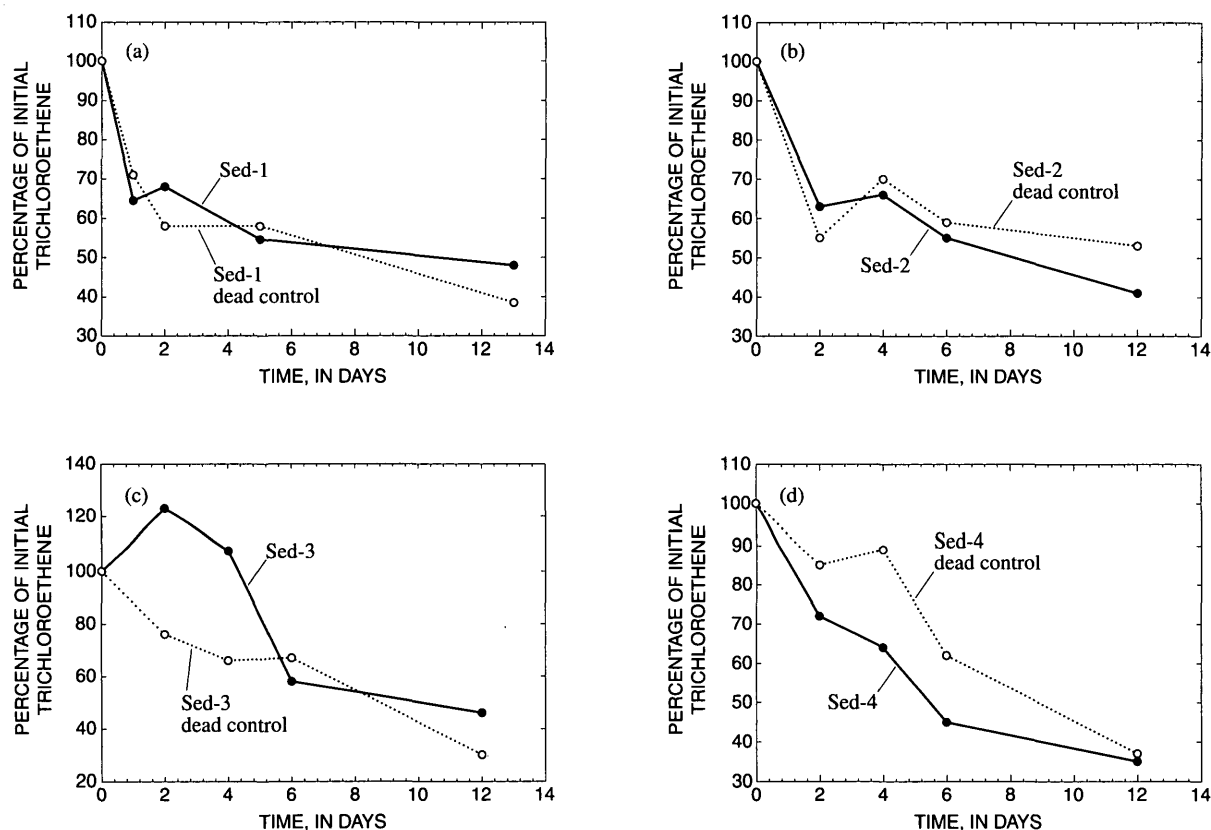 (a)
PERCENTAGE OF INITIAL
TRICHLOROETHENE
100
90
80
70
60
50
40
30
Sed-1
Sed-1
dead control
0 2 4 6 8 10 12 14
TIME, IN DAYS
(b)
PERCENTAGE OF INITIAL
TRICHLOROETHENE
110
100
90
80
70
60
50
40
30
Sed-2
dead control
Sed-2
0 2 4 6 8 10 12 14
TIME, IN DAYS
(c)
PERCENTAGE OF INITIAL
TRICHLOROETHENE
140
120
100
80
60
40
20
Sed-3
Sed-3
dead control
0 2 4 6 8 10 12 14
TIME, IN DAYS
(d)
PERCENTAGE OF INITIAL
TRICHLOROETHENE
110
100
90
80
70
60
50
40
30
Sed-4
dead control
Sed-4
0 2 4 6 8 10 12 14
TIME, IN DAYS